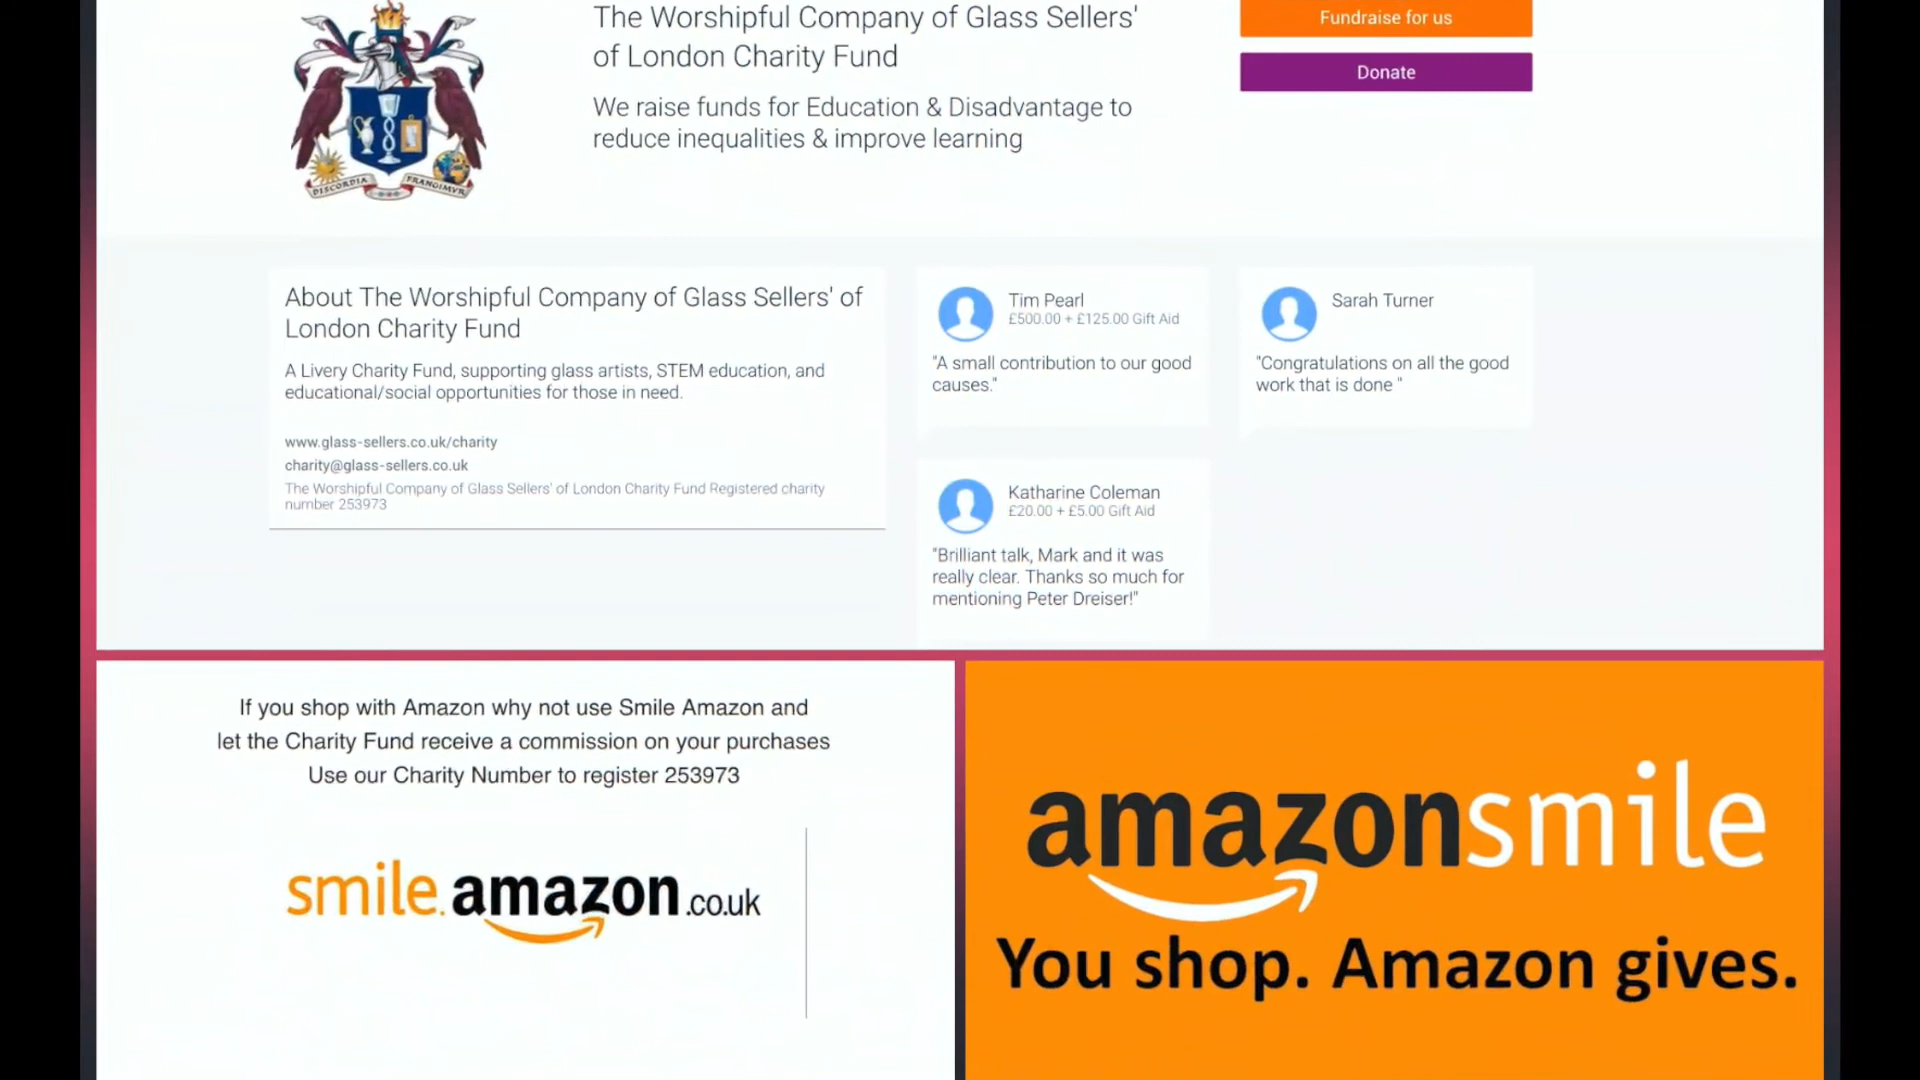 The Worshipful Company of Glass Sellers'
of London Charity Fund
We raise funds for Education & Disadvantage to
reduce inequalities & improve learning
Fundraise for us
Donate
DISCORDIA FRANGIMVR
About The Worshipful Company of Glass Sellers' of
London Charity Fund
A Livery Charity Fund, supporting glass artists, STEM education, and
educational/social opportunities for those in need.
www.glass-sellers.co.uk/charity
charity@glass-sellers.co.uk
The Worshipful Company of Glass Sellers' of London Charity Fund Registered charity
number 253973
Tim Pearl
£500.00 + £125.00 Gift Aid
"A small contribution to our good
causes."
Sarah Turner
"Congratulations on all the good
work that is done "
Katharine Coleman
£20.00 + £5.00 Gift Aid
"Brilliant talk, Mark and it was
really clear. Thanks so much for
mentioning Peter Dreiser!"
If you shop with Amazon why not use Smile Amazon and
let the Charity Fund receive a commission on your purchases
Use our Charity Number to register 253973
smile.amazon.co.uk
amazonsmile
You shop. Amazon gives.